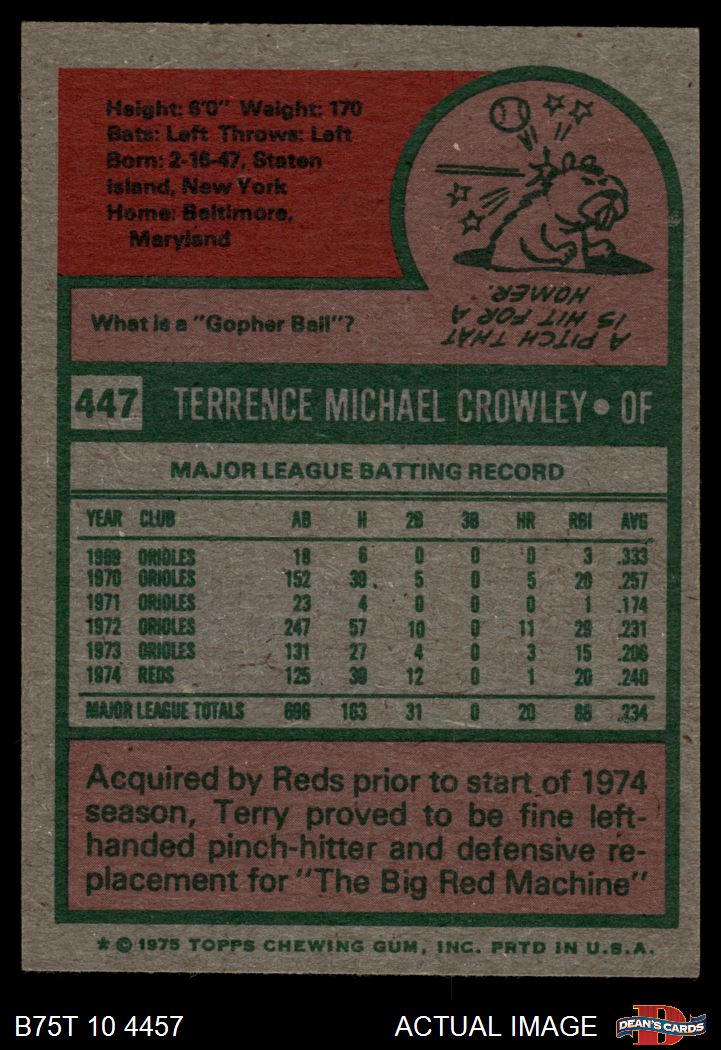 Height: 6'0" Weight: 170
Bats: Left Throws: Left
Born: 2-16-47, Staten
Island, New York
Home: Baltimore,
Maryland
What is a "Gopher Ball"?
A PITCH THAT
IS HIT FOR A
HOMER.
447 TERRENCE MICHAEL CROWLEY • OF
MAJOR LEAGUE BATTING RECORD
YEAR CLUB AB H 2B 3B HR RBI AVG
1969 ORIOLES 18 6 0 0 0 3 .333
1970 ORIOLES 152 39 5 0 5 20 .257
1971 ORIOLES 23 4 0 0 0 1 .174
1972 ORIOLES 247 57 10 0 11 29 .231
1973 ORIOLES 131 27 4 0 3 15 .206
1974 REDS 125 30 12 0 1 20 .240
MAJOR LEAGUE TOTALS 696 163 31 0 20 88 .234
Acquired by Reds prior to start of 1974
season, Terry proved to be fine left-
handed pinch-hitter and defensive re-
placement for "The Big Red Machine"
* © 1975 TOPPS CHEWING GUM, INC. PRTD IN U.S.A.
B75T 10 4457 ACTUAL IMAGE
D
DEAN'S CARDS